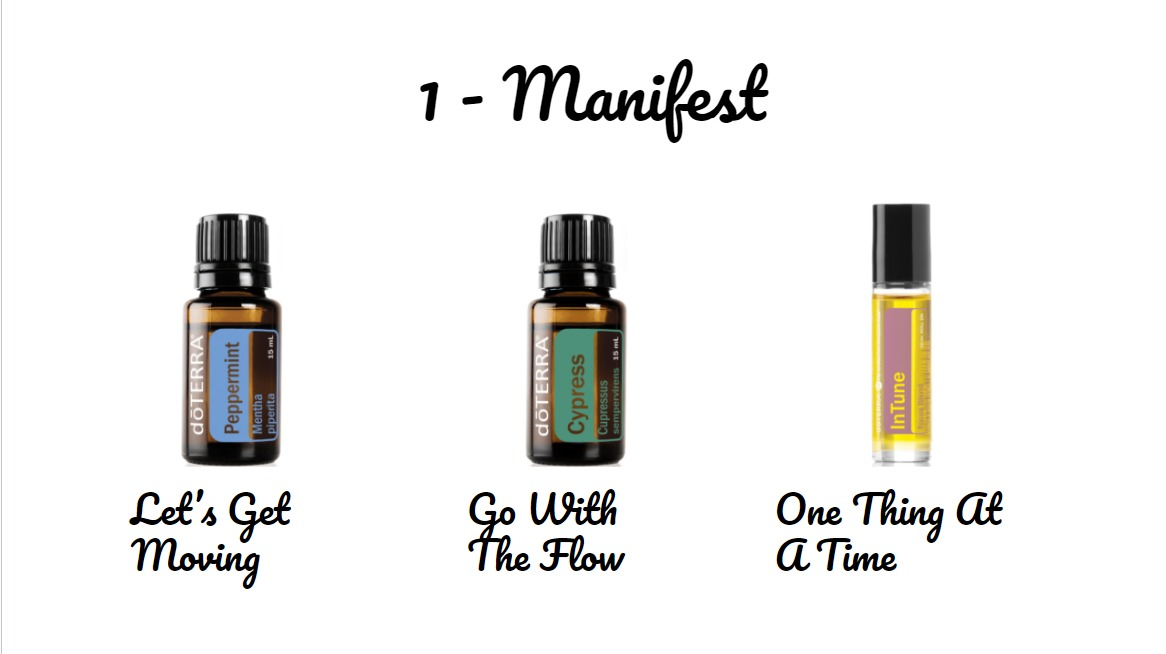 1 - Manifest
dōTERRA
Peppermint
Mentha
piperita
15 mL
dōTERRA
Cypress
Cupressus
sempervirens
15 mL
InTune
Let's Get
Moving
Go With
The Flow
One Thing At
A Time